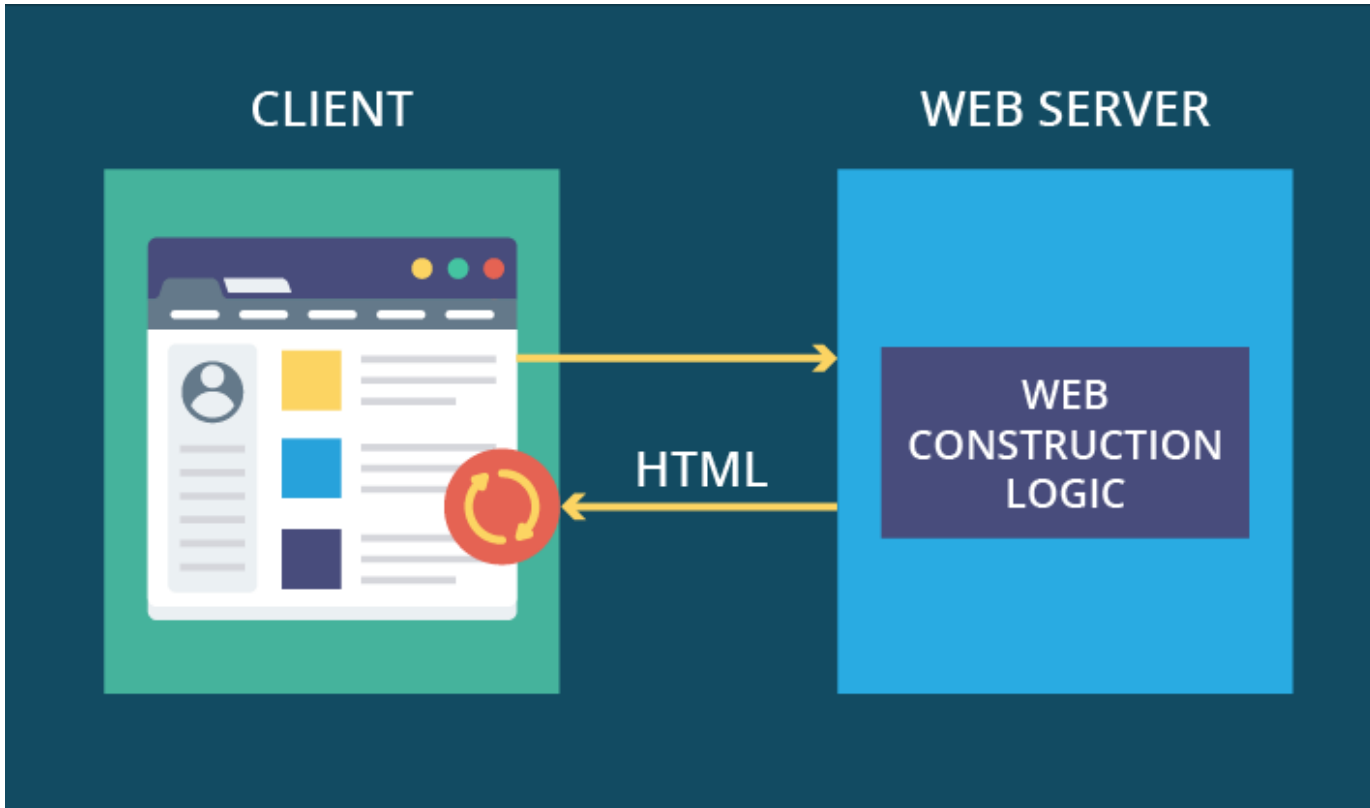 CLIENT
WEB SERVER
HTML
WEB
CONSTRUCTION
LOGIC